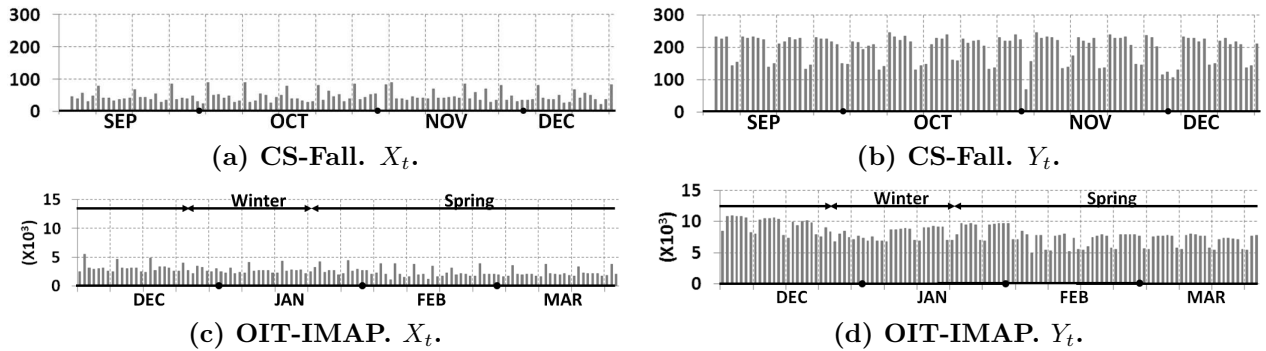 300
200
100
0
SEP OCT NOV DEC
(a) CS-Fall. Xt.
300
200
100
0
SEP OCT NOV DEC
(b) CS-Fall. Yt.
(X10³)
15
10
5
0
Winter Spring
DEC JAN FEB MAR
(c) OIT-IMAP. Xt.
(X10³)
15
10
5
0
Winter Spring
DEC JAN FEB MAR
(d) OIT-IMAP. Yt.